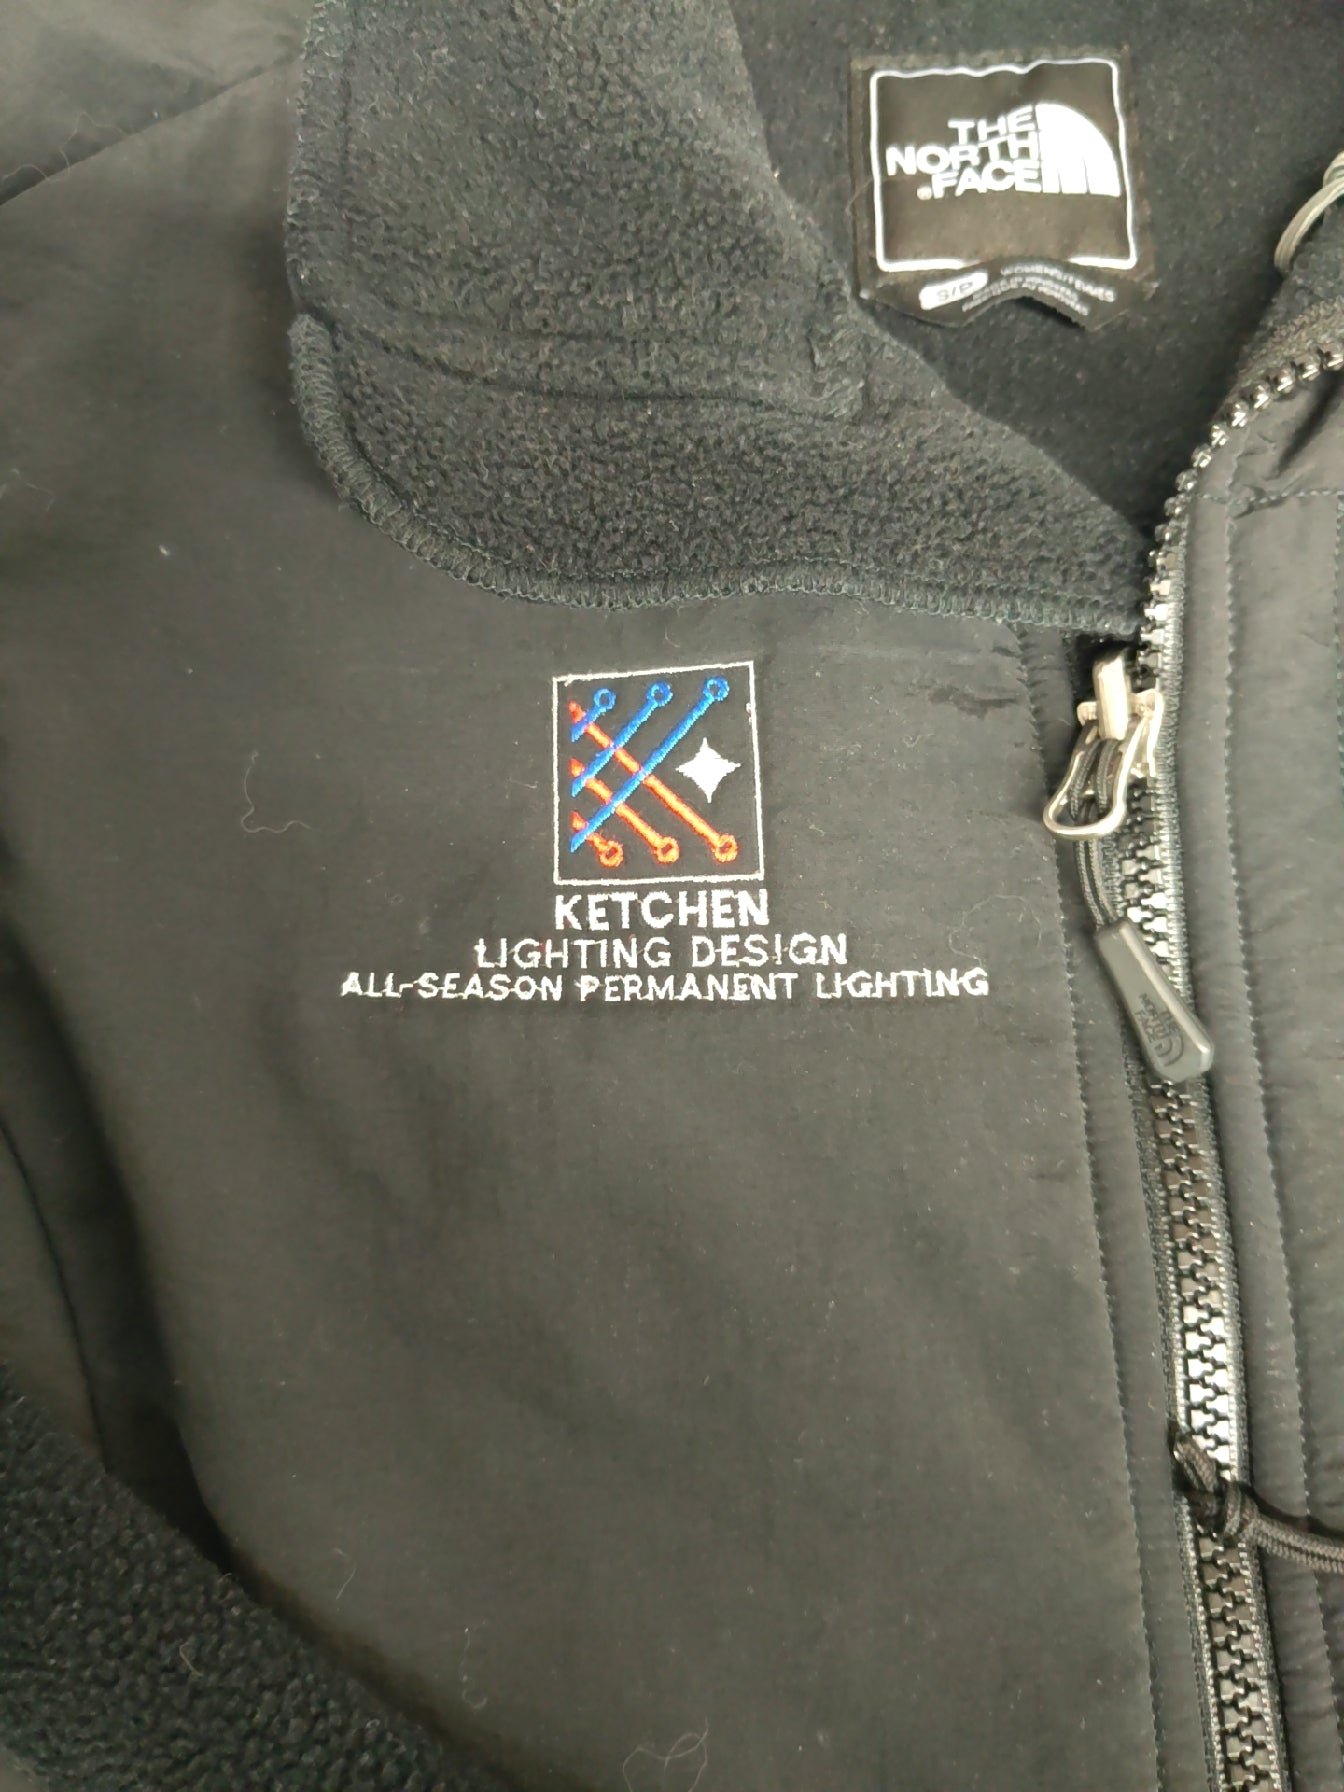 THE
NORTH
FACE
S/P
KETCHEN
LIGHTING DESIGN
ALL-SEASON PERMANENT LIGHTING